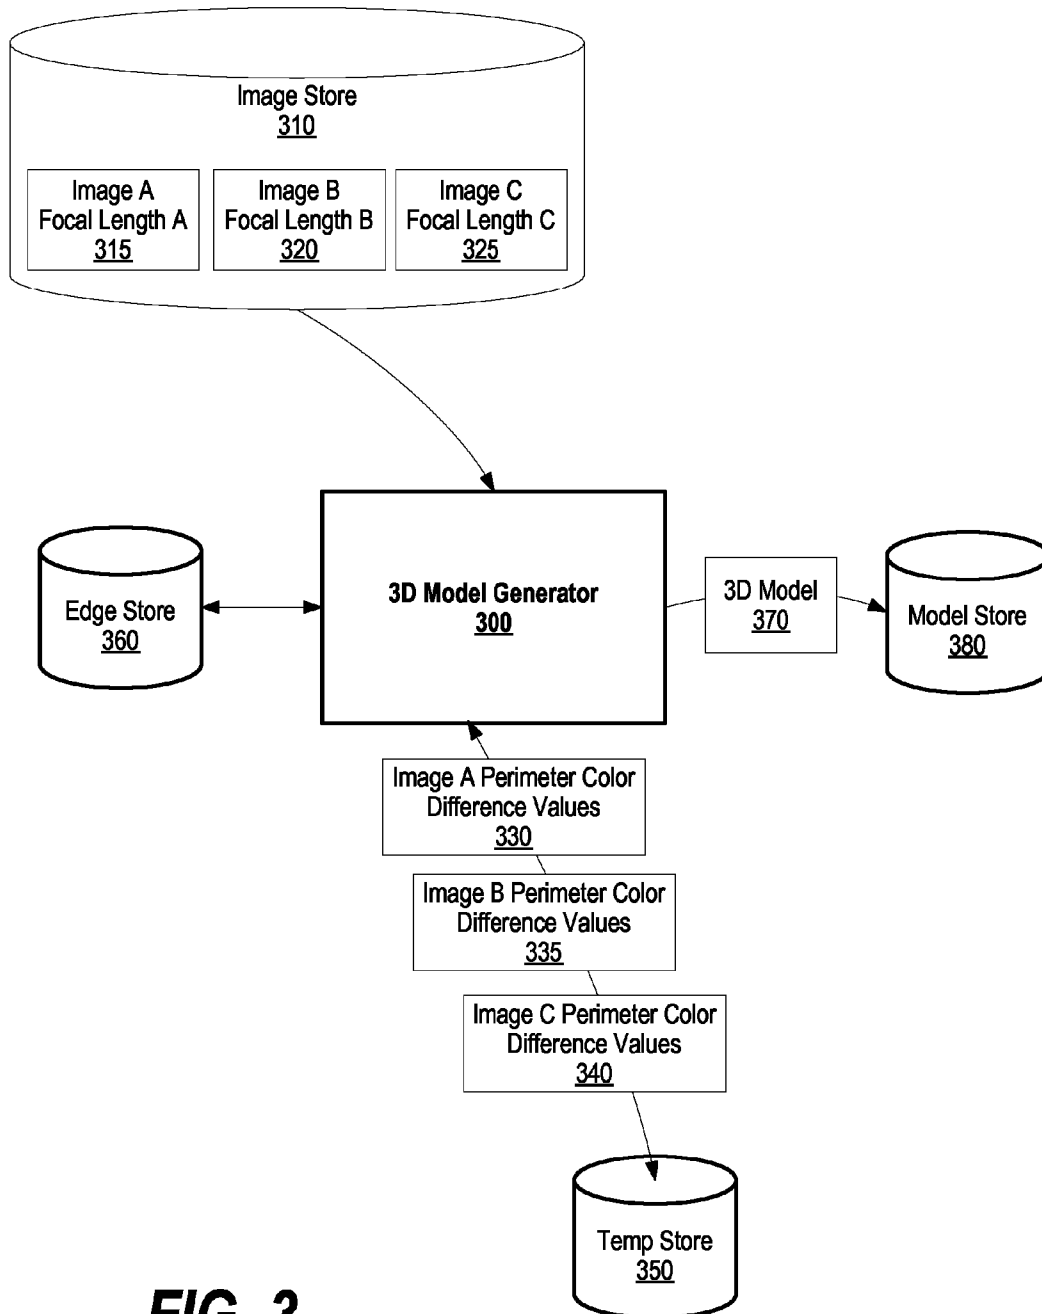 Image Store
310
Image A
Focal Length A
315
Image B
Focal Length B
320
Image C
Focal Length C
325
Edge Store
360
3D Model Generator
300
3D Model
370
Model Store
380
Image A Perimeter Color
Difference Values
330
Image B Perimeter Color
Difference Values
335
Image C Perimeter Color
Difference Values
340
Temp Store
350
FIG. 3